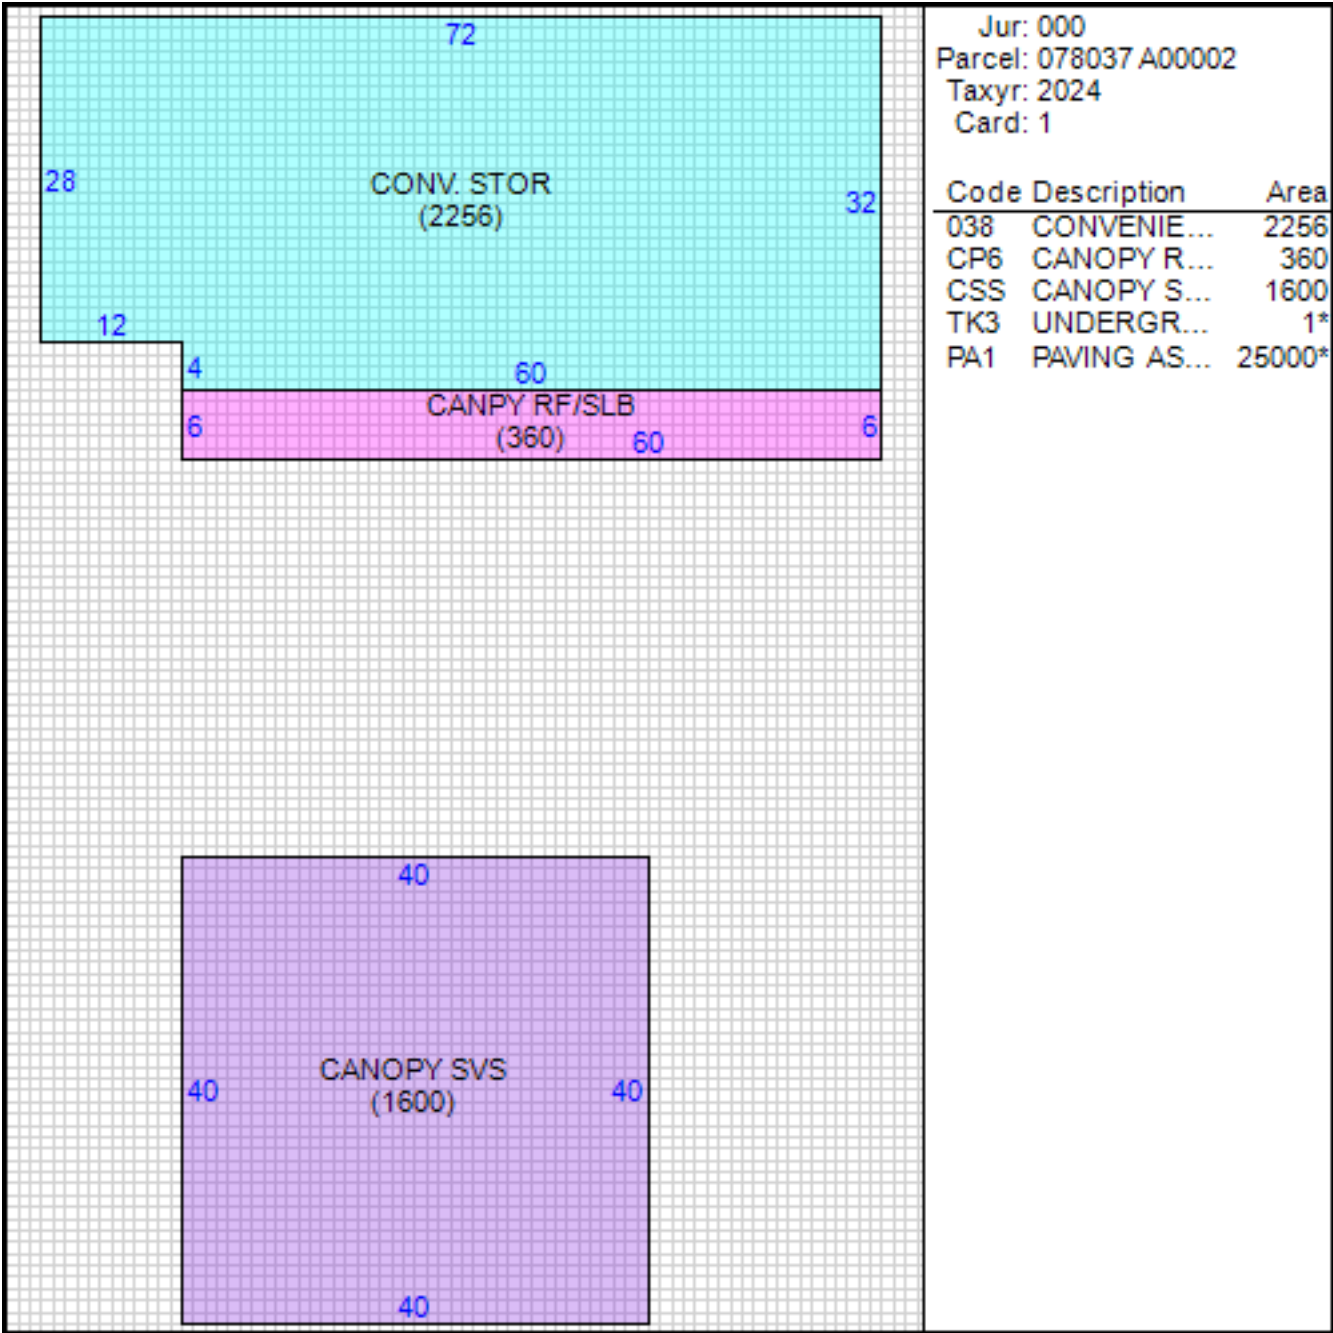 72
28
CONV. STOR
(2256)
32
12
4
60
CANPY RF/SLB
6
(360)
60
6
40
CANOPY SVS
40
(1600)
40
40
Jur: 000
Parcel: 078037 A00002
Taxyr: 2024
Card: 1
Code Description Area
038 CONVENIE... 2256
CP6 CANOPY R... 360
CSS CANOPY S... 1600
TK3 UNDERGR... 1*
PA1 PAVING AS... 25000*